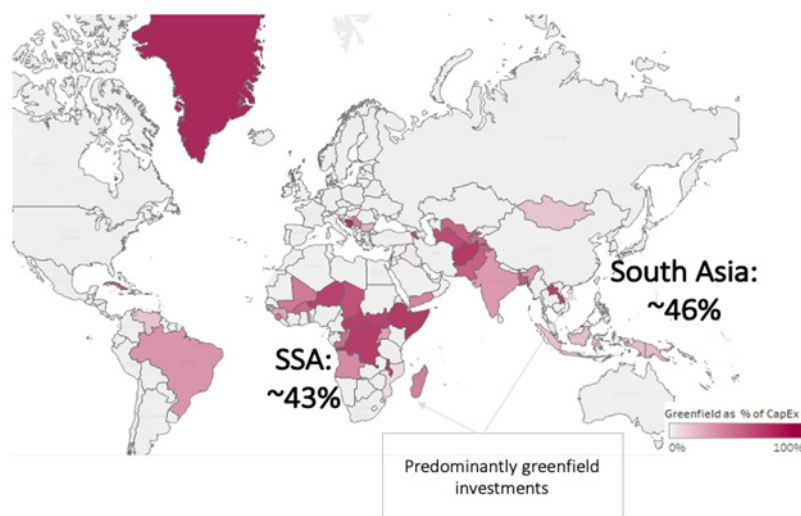 South Asia:
~46%
SSA:
~43%
Greenfield as % of CapEx
0%
100%
Predominantly greenfield
investments